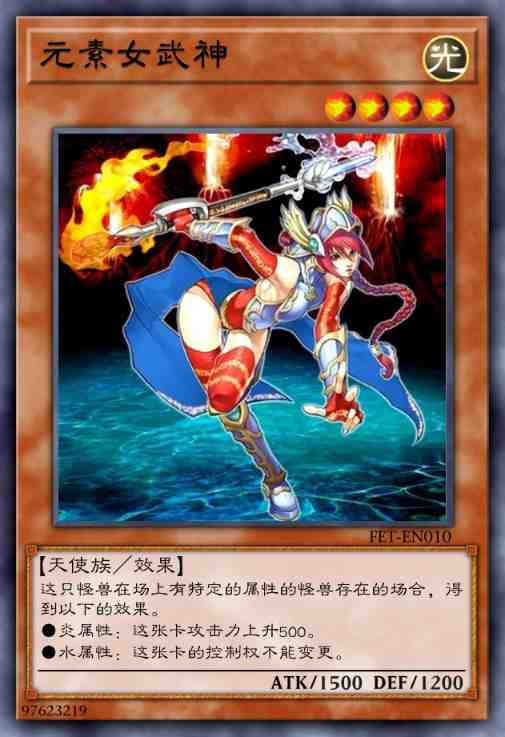 元素女武神
光
FET-EN010
【天使族／效果】
这只怪兽在场上有特定的属性的怪兽存在的场合，得
到以下的效果。
●炎属性：这张卡攻击力上升500。
●水属性：这张卡的控制权不能变更。
ATK/1500 DEF/1200
97623219